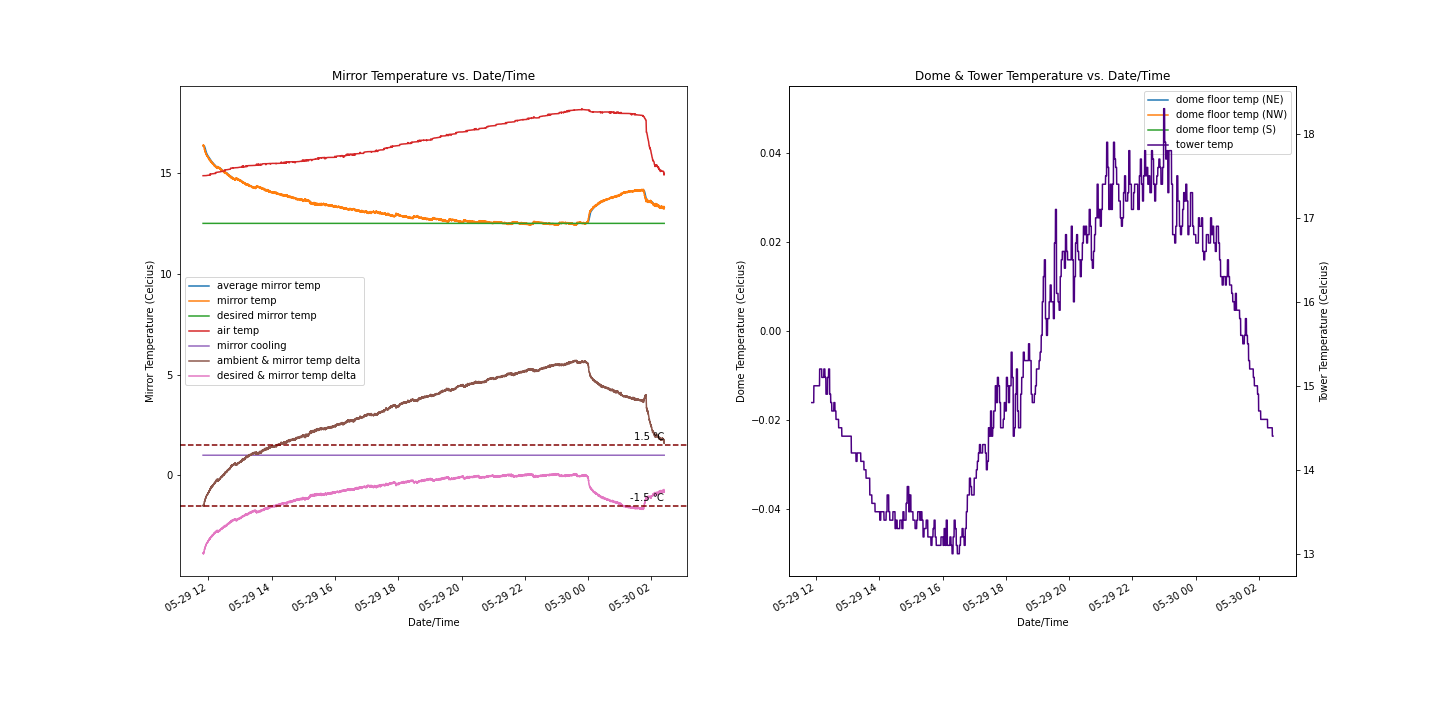 Mirror Temperature vs. Date/Time
Mirror Temperature (Celcius)
15
10
5
0
average mirror temp
mirror temp
desired mirror temp
air temp
mirror cooling
ambient & mirror temp delta
desired & mirror temp delta
1.5 °C
-1.5 °C
05-29 12
05-29 14
05-29 16
05-29 18
05-29 20
05-29 22
05-30 00
05-30 02
Date/Time
Dome & Tower Temperature vs. Date/Time
Dome Temperature (Celcius)
0.04
0.02
0.00
−0.02
−0.04
dome floor temp (NE)
dome floor temp (NW)
dome floor temp (S)
tower temp
18
17
16
15
14
13
Tower Temperature (Celcius)
05-29 12
05-29 14
05-29 16
05-29 18
05-29 20
05-29 22
05-30 00
05-30 02
Date/Time